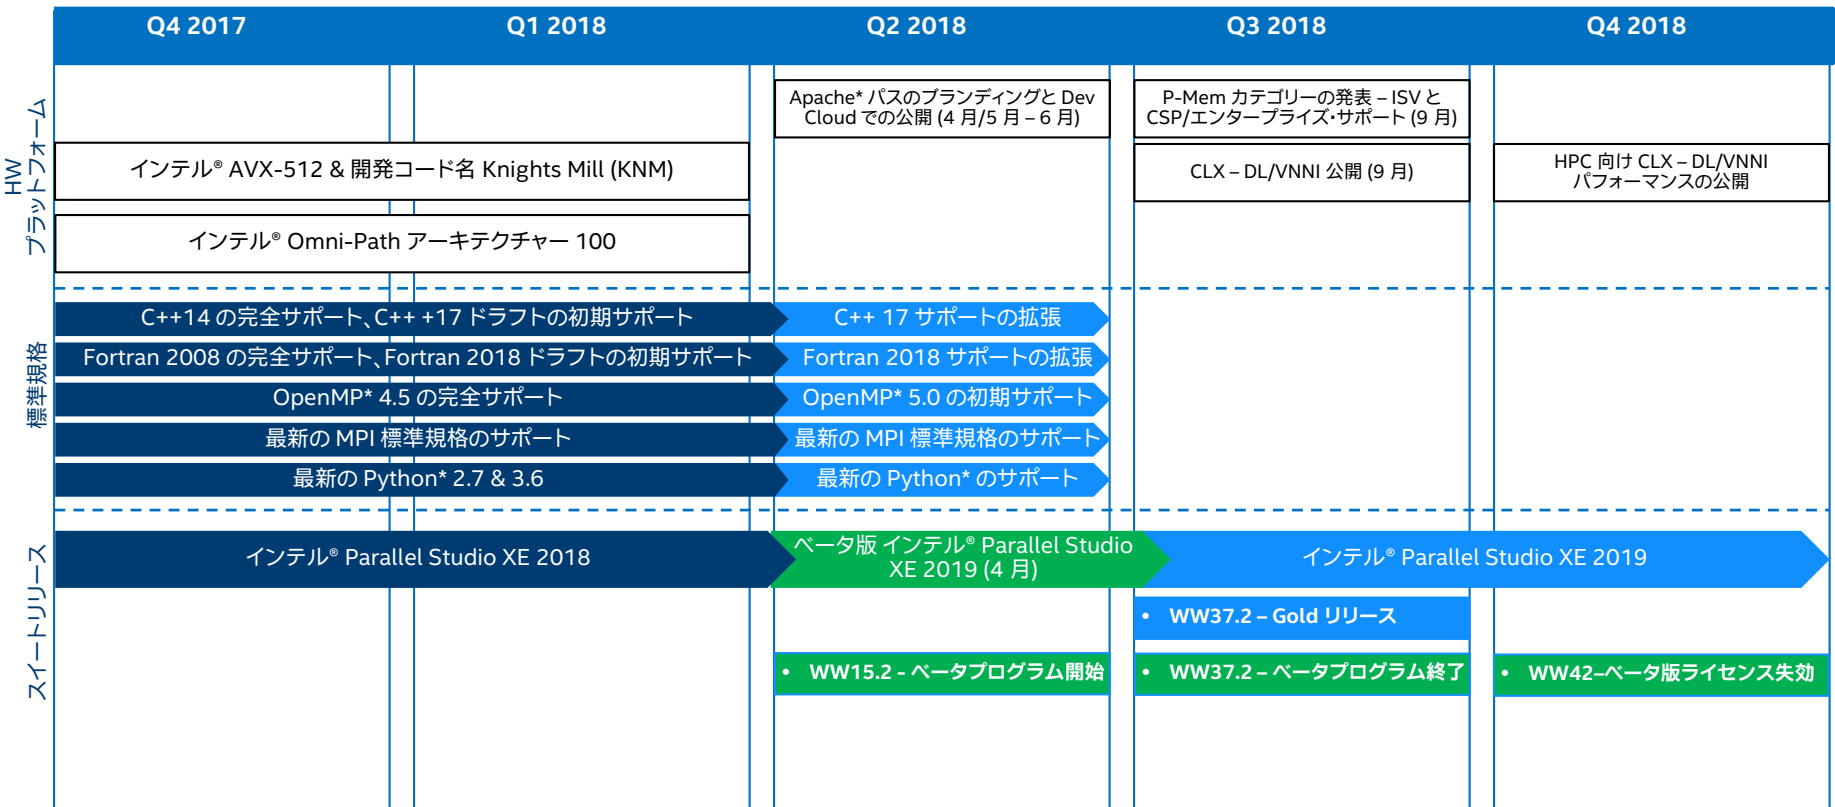 Q4 2017
Q1 2018
Q2 2018
Q3 2018
Q4 2018
HW
プラットフォーム
Apache* パスのブランディングと Dev
Cloud での公開 (4 月/5 月 – 6 月)
P-Mem カテゴリーの発表 – ISV と
CSP/エンタープライズ・サポート (9 月)
インテル® AVX-512 & 開発コード名 Knights Mill (KNM)
CLX – DL/VNNI 公開 (9 月)
HPC 向け CLX – DL/VNNI
パフォーマンスの公開
インテル® Omni-Path アーキテクチャー 100
標準規格
C++14 の完全サポート、C++ +17 ドラフトの初期サポート
C++ 17 サポートの拡張
Fortran 2008 の完全サポート、Fortran 2018 ドラフトの初期サポート
Fortran 2018 サポートの拡張
OpenMP* 4.5 の完全サポート
OpenMP* 5.0 の初期サポート
最新の MPI 標準規格のサポート
最新の MPI 標準規格のサポート
最新の Python* 2.7 & 3.6
最新の Python* のサポート
スイートリリース
インテル® Parallel Studio XE 2018
ベータ版 インテル® Parallel Studio
XE 2019 (4 月)
インテル® Parallel Studio XE 2019
• WW37.2 – Gold リリース
• WW15.2 - ベータプログラム開始
• WW37.2 – ベータプログラム終了
• WW42–ベータ版ライセンス失効